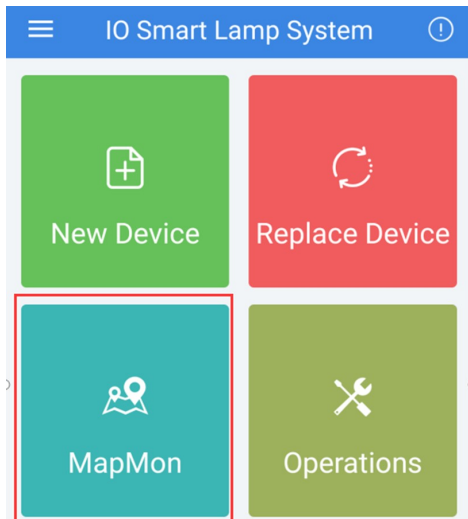 IO Smart Lamp System
New Device
Replace Device
MapMon
Operations